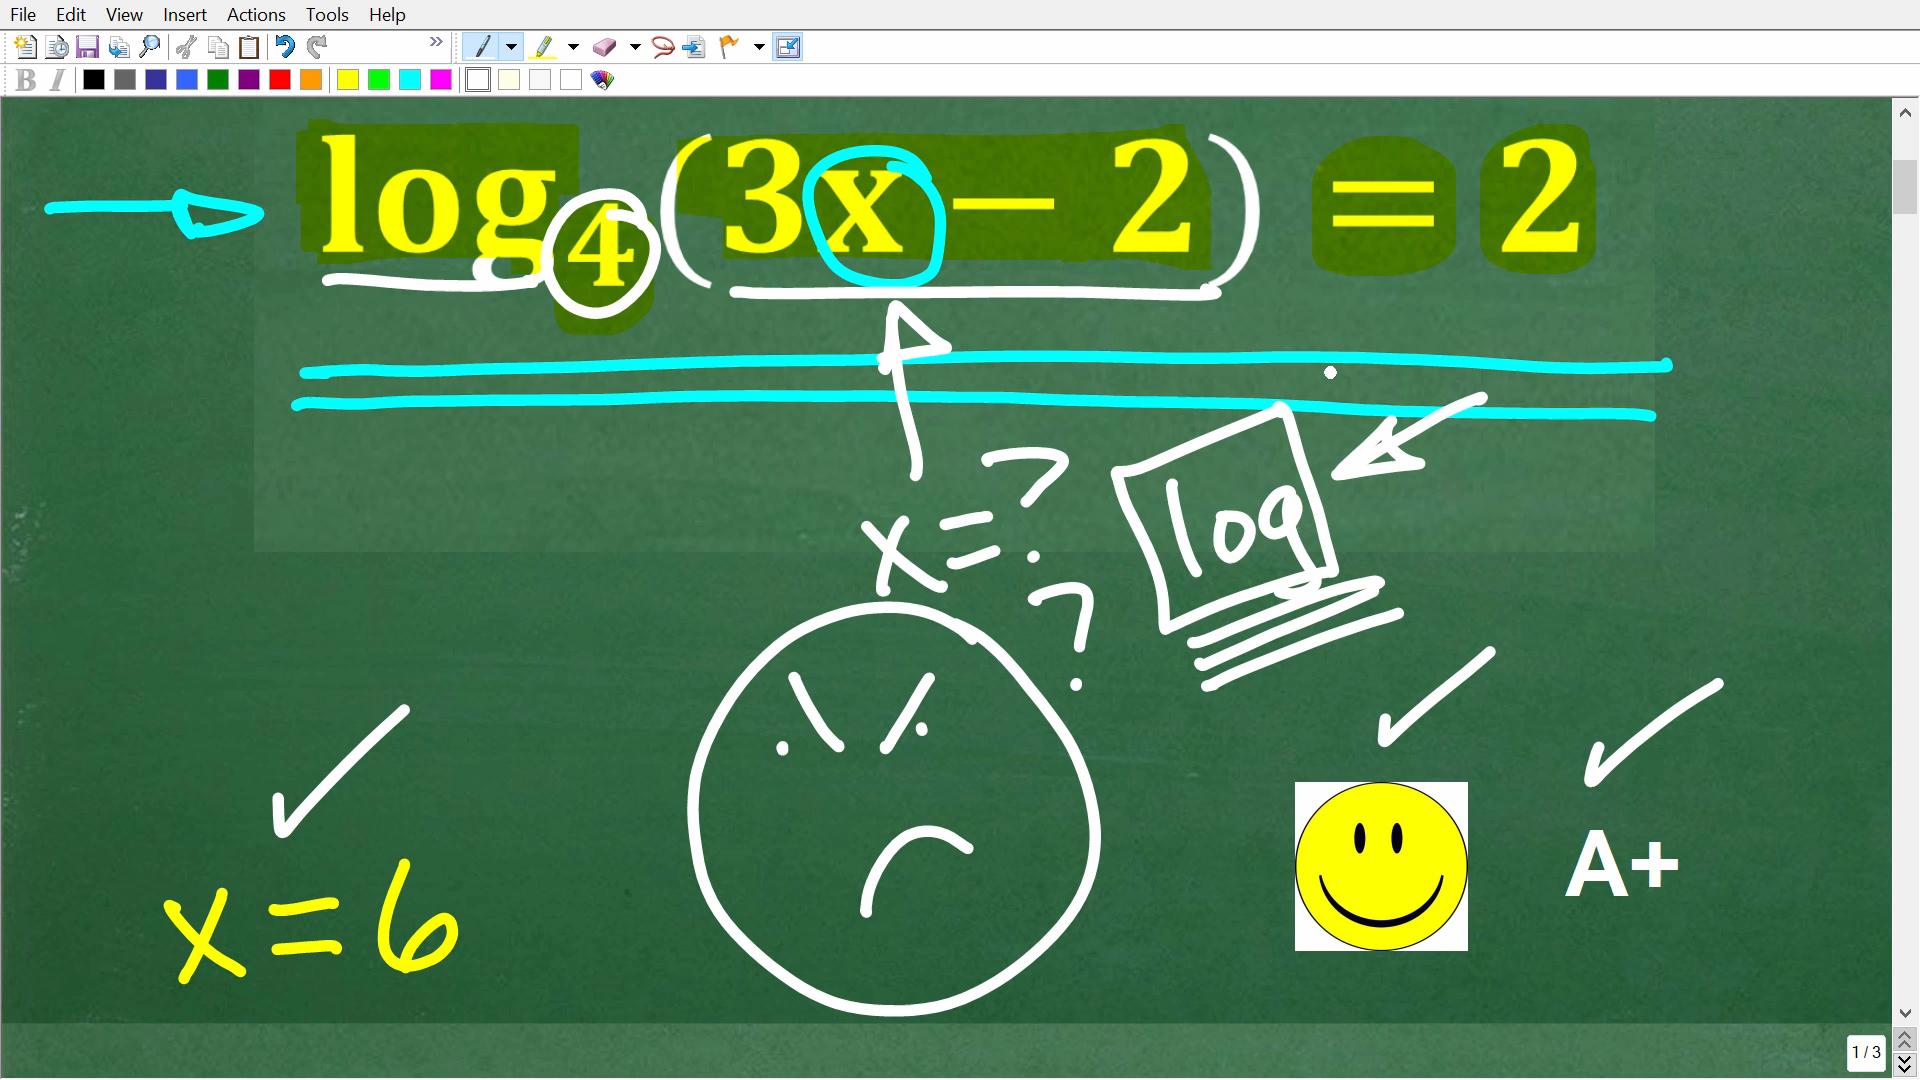 File Edit View Insert Actions Tools Help
B I
log₄(3x − 2) = 2
x = ?
log
?
x = 6
A+
1 / 3